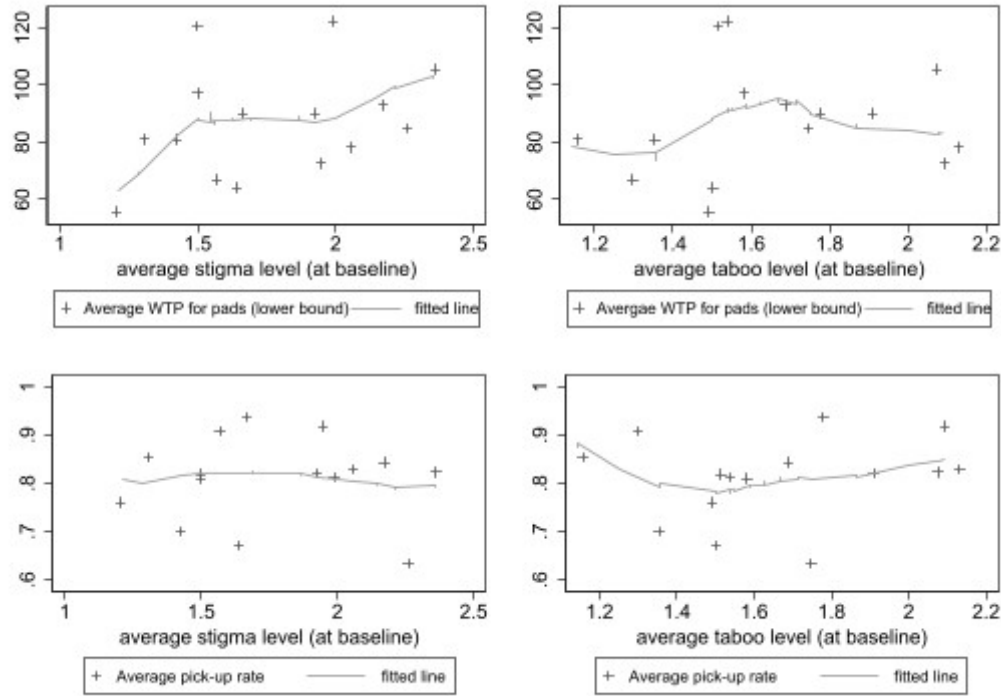 120
100
80
60
1 1.5 2 2.5
average stigma level (at baseline)
+ Average WTP for pads (lower bound) fitted line
120
100
80
60
1.2 1.4 1.6 1.8 2 2.2
average taboo level (at baseline)
+ Avergae WTP for pads (lower bound) fitted line
1
.9
.8
.7
.6
1 1.5 2 2.5
average stigma level (at baseline)
+ Average pick-up rate fitted line
1
.9
.8
.7
.6
1.2 1.4 1.6 1.8 2 2.2
average taboo level (at baseline)
+ Average pick-up rate fitted line